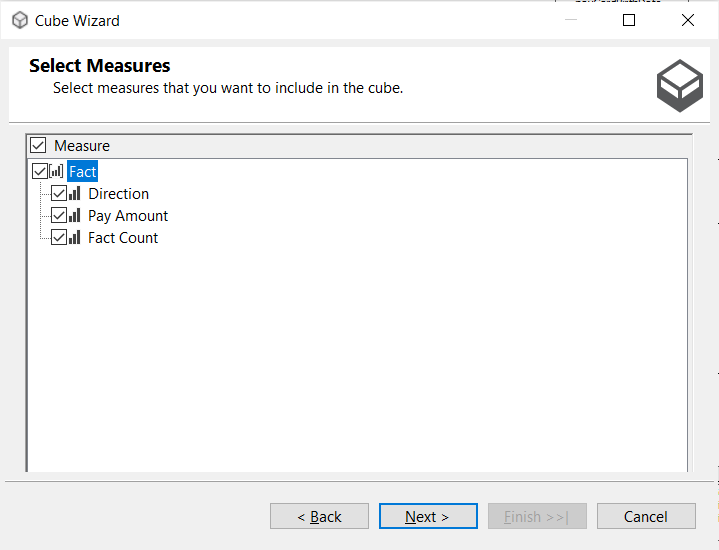 Cube Wizard
Select Measures
Select measures that you want to include in the cube.
Measure
Fact
Direction
Pay Amount
Fact Count
< Back
Next >
Finish >>|
Cancel